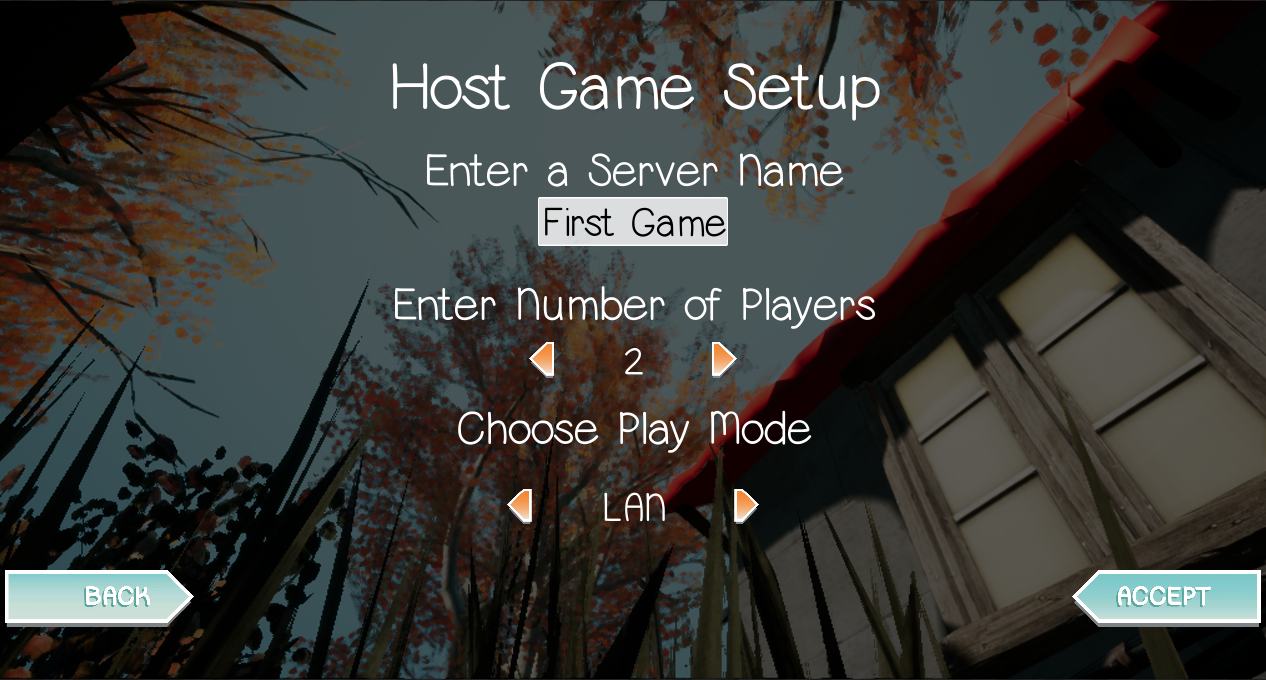 Host Game Setup
Enter a Server Name
First Game
Enter Number of Players
2
Choose Play Mode
LAN
BACK
ACCEPT